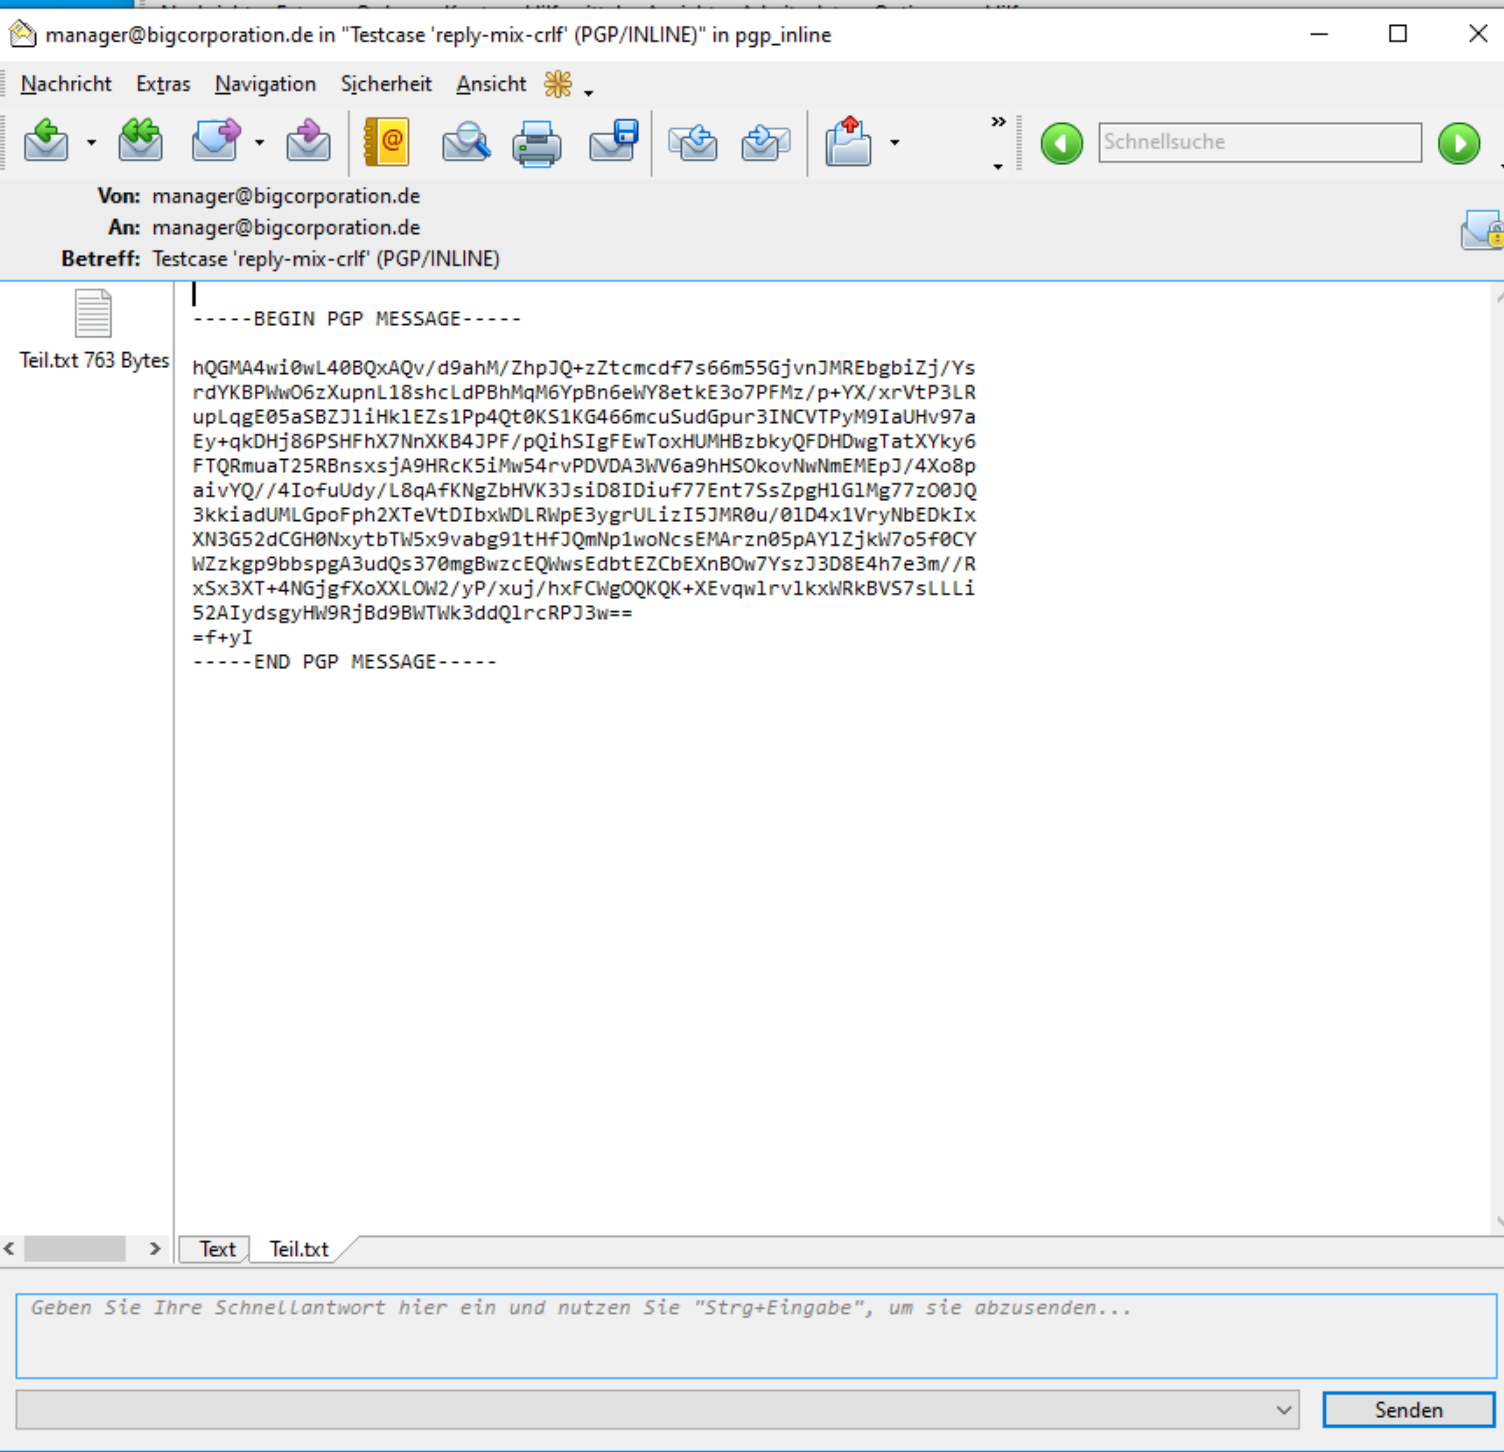 manager@bigcorporation.de in "Testcase 'reply-mix-crlf' (PGP/INLINE)" in pgp_inline
Nachricht Extras Navigation Sicherheit Ansicht
@
Schnellsuche
Von: manager@bigcorporation.de
An: manager@bigcorporation.de
Betreff: Testcase 'reply-mix-crlf' (PGP/INLINE)
Teil.txt 763 Bytes
-----BEGIN PGP MESSAGE-----
hQGMA4wi0wL40BQxAQv/d9ahM/ZhpJQ+zZtcmcdf7s66m55GjvnJMREbgbiZj/Ys
rdYKBPWwO6zXupnL18shcLdPBhMqM6YpBn6eWY8etkE3o7PFMz/p+YX/xrVtP3LR
upLqgE05aSBZJliHklEZs1Pp4Qt0KS1KG466mcuSudGpur3INCVTPyM9IaUHv97a
Ey+qkDHj86PSHFhX7NnXKB4JPF/pQihSIgFEwToxHUMHBzbkyQFDHDwgTatXYky6
FTQRmuaT25RBnsxsjA9HRcK5iMw54rvPDVDA3WV6a9hHSOkovNwNmEMEpJ/4Xo8p
aivYQ//4IofuUdy/L8qAfKNgZbHVK3JsiD8IDiuf77Ent7SsZpgHlGlMg77zO0JQ
3kkiadUMLGpoFph2XTeVtDIbxWDLRWpE3ygrULizI5JMR0u/0lD4x1VryNbEDkIx
XN3G52dCGH0NxytbTW5x9vabg91tHfJQmNp1woNcsEMArzn05pAYlZjkW7o5f0CY
WZzkgp9bbspgA3udQs370mgBwzcEQWwsEdbtEZCbEXnBOw7YszJ3D8E4h7e3m//R
xSx3XT+4NGjgfXoXXLOW2/yP/xuj/hxFCWgOQKQK+XEvqwlrvlkxWRkBVS7sLLLi
52AIydsgyHW9RjBd9BWTWk3ddQlrcRPJ3w==
=f+yI
-----END PGP MESSAGE-----
Text Teil.txt
Geben Sie Ihre Schnellantwort hier ein und nutzen Sie "Strg+Eingabe", um sie abzusenden...
Senden